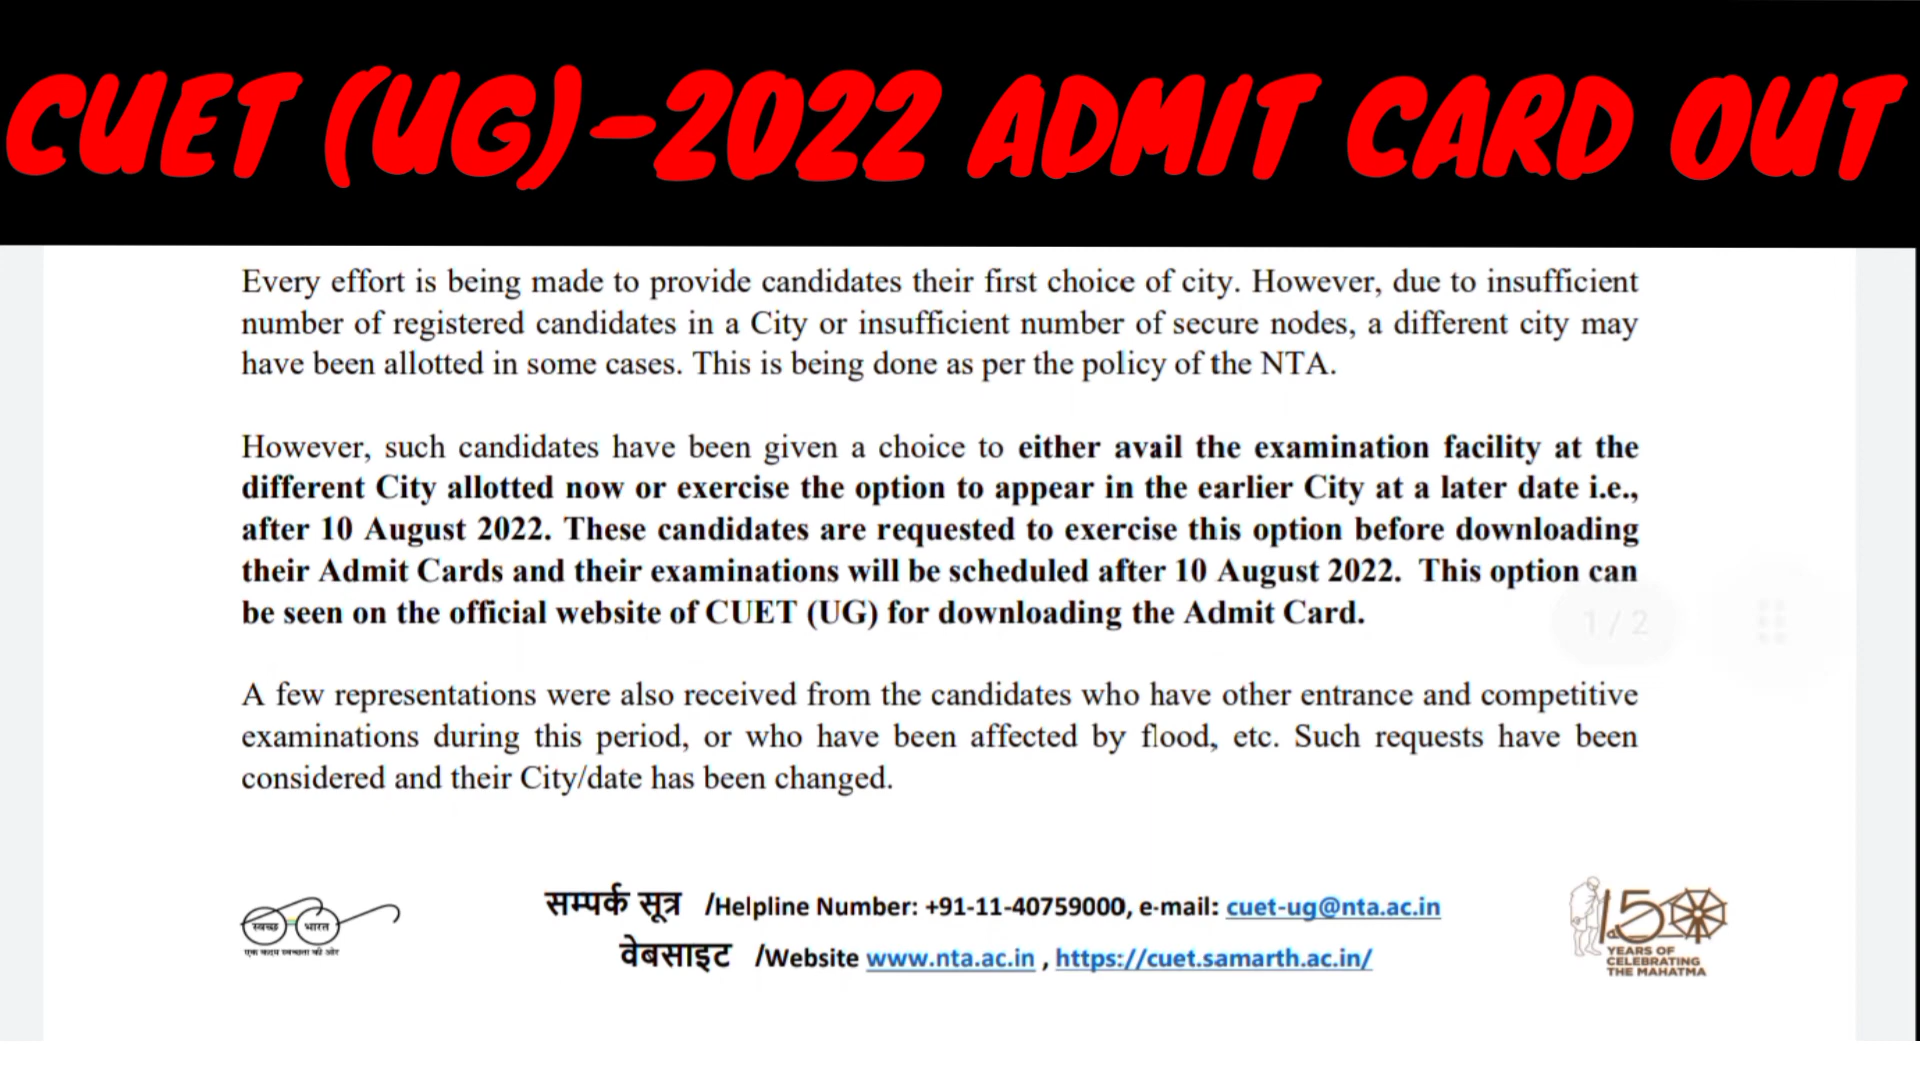 CUET (UG)-2022 ADMIT CARD OUT
Every effort is being made to provide candidates their first choice of city. However, due to insufficient
number of registered candidates in a City or insufficient number of secure nodes, a different city may
have been allotted in some cases. This is being done as per the policy of the NTA.
However, such candidates have been given a choice to either avail the examination facility at the
different City allotted now or exercise the option to appear in the earlier City at a later date i.e.,
after 10 August 2022. These candidates are requested to exercise this option before downloading
their Admit Cards and their examinations will be scheduled after 10 August 2022. This option can
be seen on the official website of CUET (UG) for downloading the Admit Card.
1 / 2
A few representations were also received from the candidates who have other entrance and competitive
examinations during this period, or who have been affected by flood, etc. Such requests have been
considered and their City/date has been changed.
स्वच्छ भारत
एक कदम स्वच्छता की ओर
सम्पर्क सूत्र /Helpline Number: +91-11-40759000, e-mail: cuet-ug@nta.ac.in
वेबसाइट /Website www.nta.ac.in , https://cuet.samarth.ac.in/
150
YEARS OF
CELEBRATING
THE MAHATMA